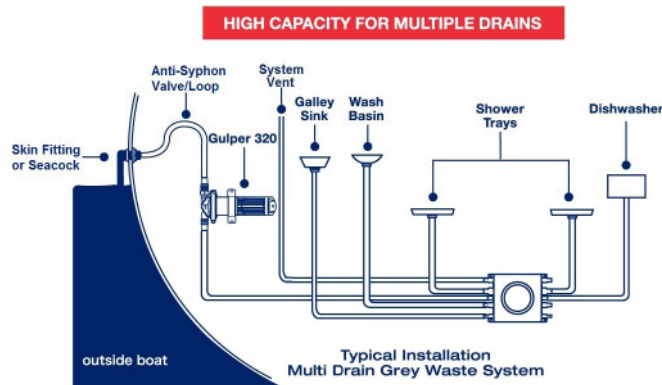 HIGH CAPACITY FOR MULTIPLE DRAINS
Anti-Syphon
Valve/Loop
System
Vent
Galley
Sink
Wash
Basin
Shower
Trays
Dishwasher
Skin Fitting
or Seacock
Gulper 320
outside boat
Typical Installation
Multi Drain Grey Waste System